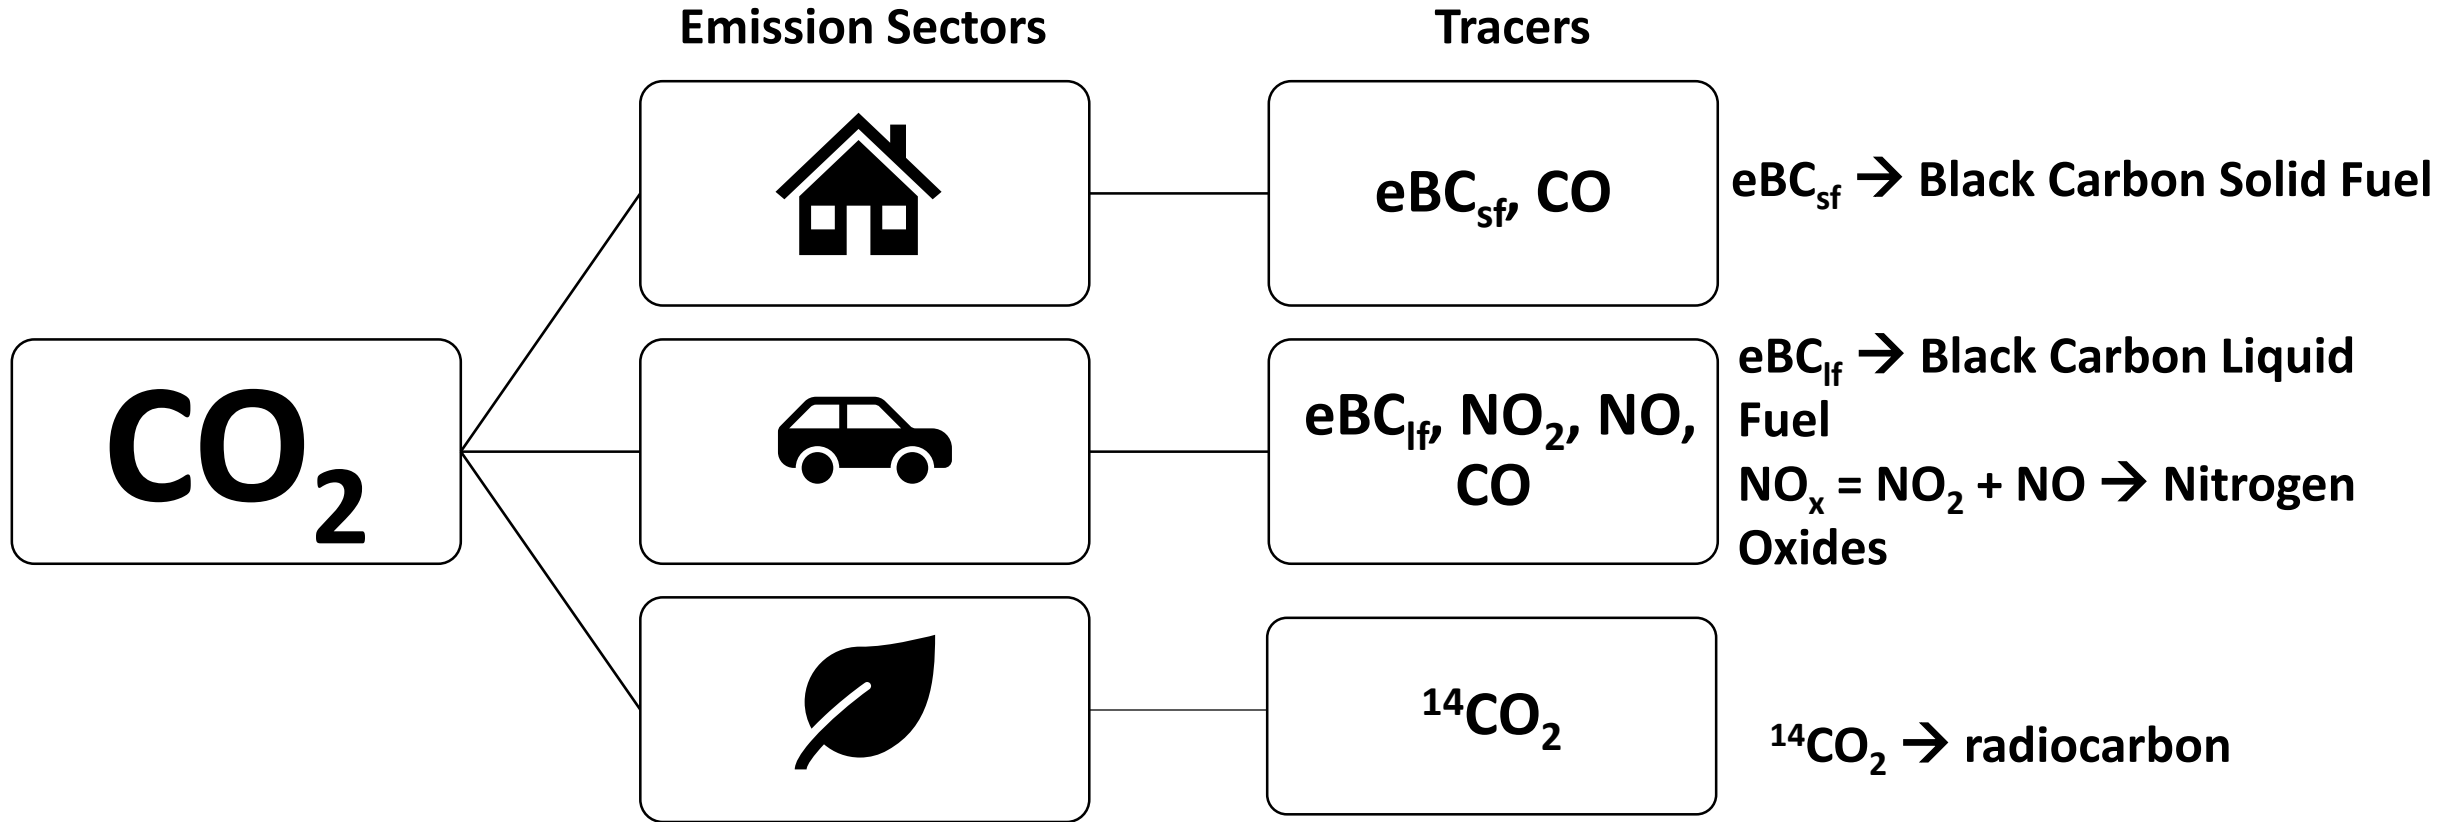 Emission Sectors
Tracers
CO₂
eBCsf, CO
eBCsf → Black Carbon Solid Fuel
eBClf, NO₂, NO,
CO
eBClf → Black Carbon Liquid
Fuel
NOₓ = NO₂ + NO → Nitrogen
Oxides
¹⁴CO₂
¹⁴CO₂ → radiocarbon